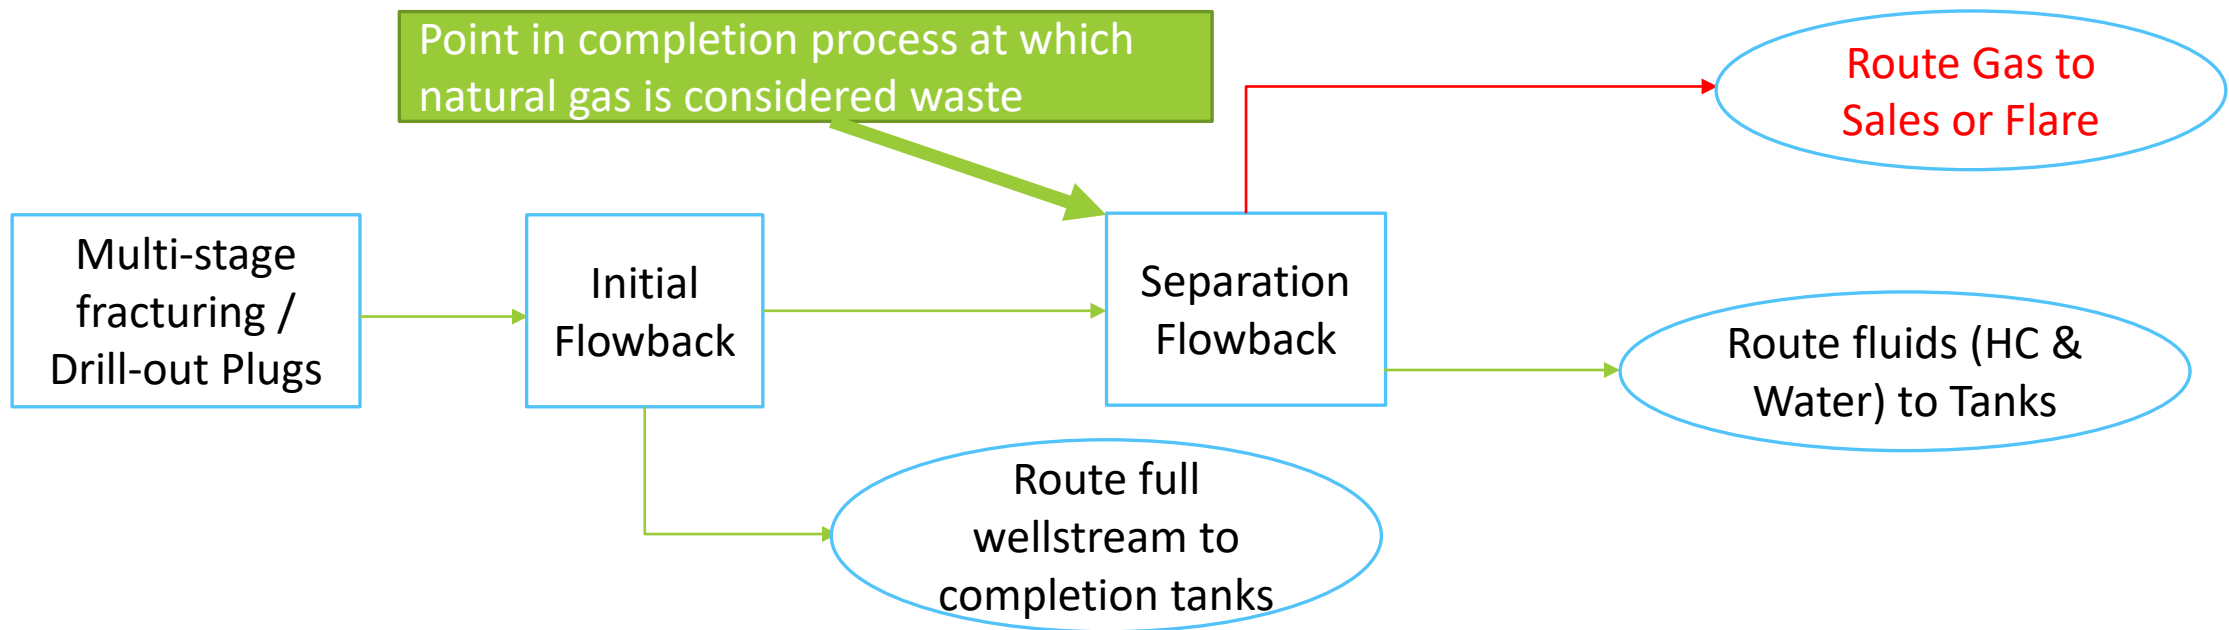 Point in completion process at which
natural gas is considered waste
Route Gas to
Sales or Flare
Multi-stage
fracturing /
Drill-out Plugs
Initial
Flowback
Separation
Flowback
Route fluids (HC &
Water) to Tanks
Route full
wellstream to
completion tanks